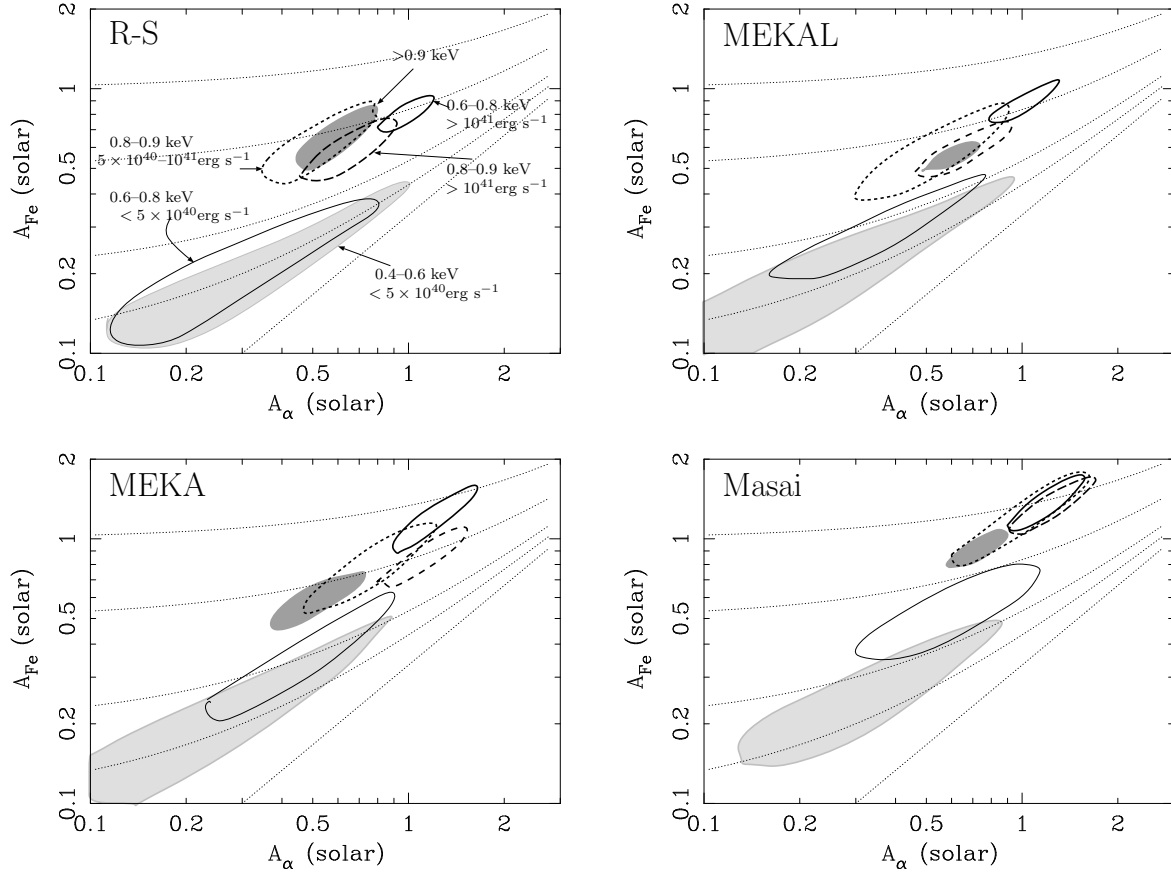 R-S
>0.9 keV
0.6–0.8 keV
> 10^41 erg s^−1
0.8–0.9 keV
5 × 10^40–10^41 erg s^−1
0.8–0.9 keV
> 10^41 erg s^−1
0.6–0.8 keV
< 5 × 10^40 erg s^−1
0.4–0.6 keV
< 5 × 10^40 erg s^−1
2
1
0.5
0.2
0.1
A_Fe (solar)
0.1 0.2 0.5 1 2
A_α (solar)
MEKAL
2
1
0.5
0.2
0.1
A_Fe (solar)
0.1 0.2 0.5 1 2
A_α (solar)
MEKA
2
1
0.5
0.2
0.1
A_Fe (solar)
0.1 0.2 0.5 1 2
A_α (solar)
Masai
2
1
0.5
0.2
0.1
A_Fe (solar)
0.1 0.2 0.5 1 2
A_α (solar)